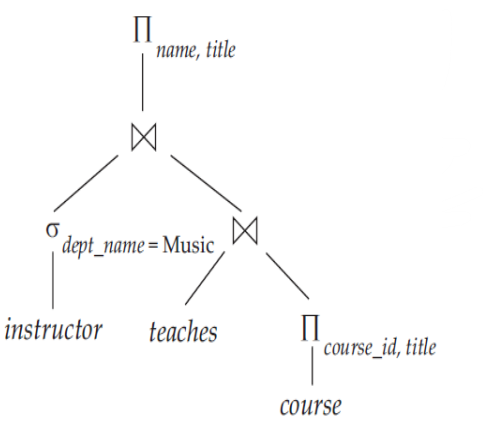 Π name, title
⋈
σ dept_name = Music ⋈
instructor teaches Π course_id, title
course